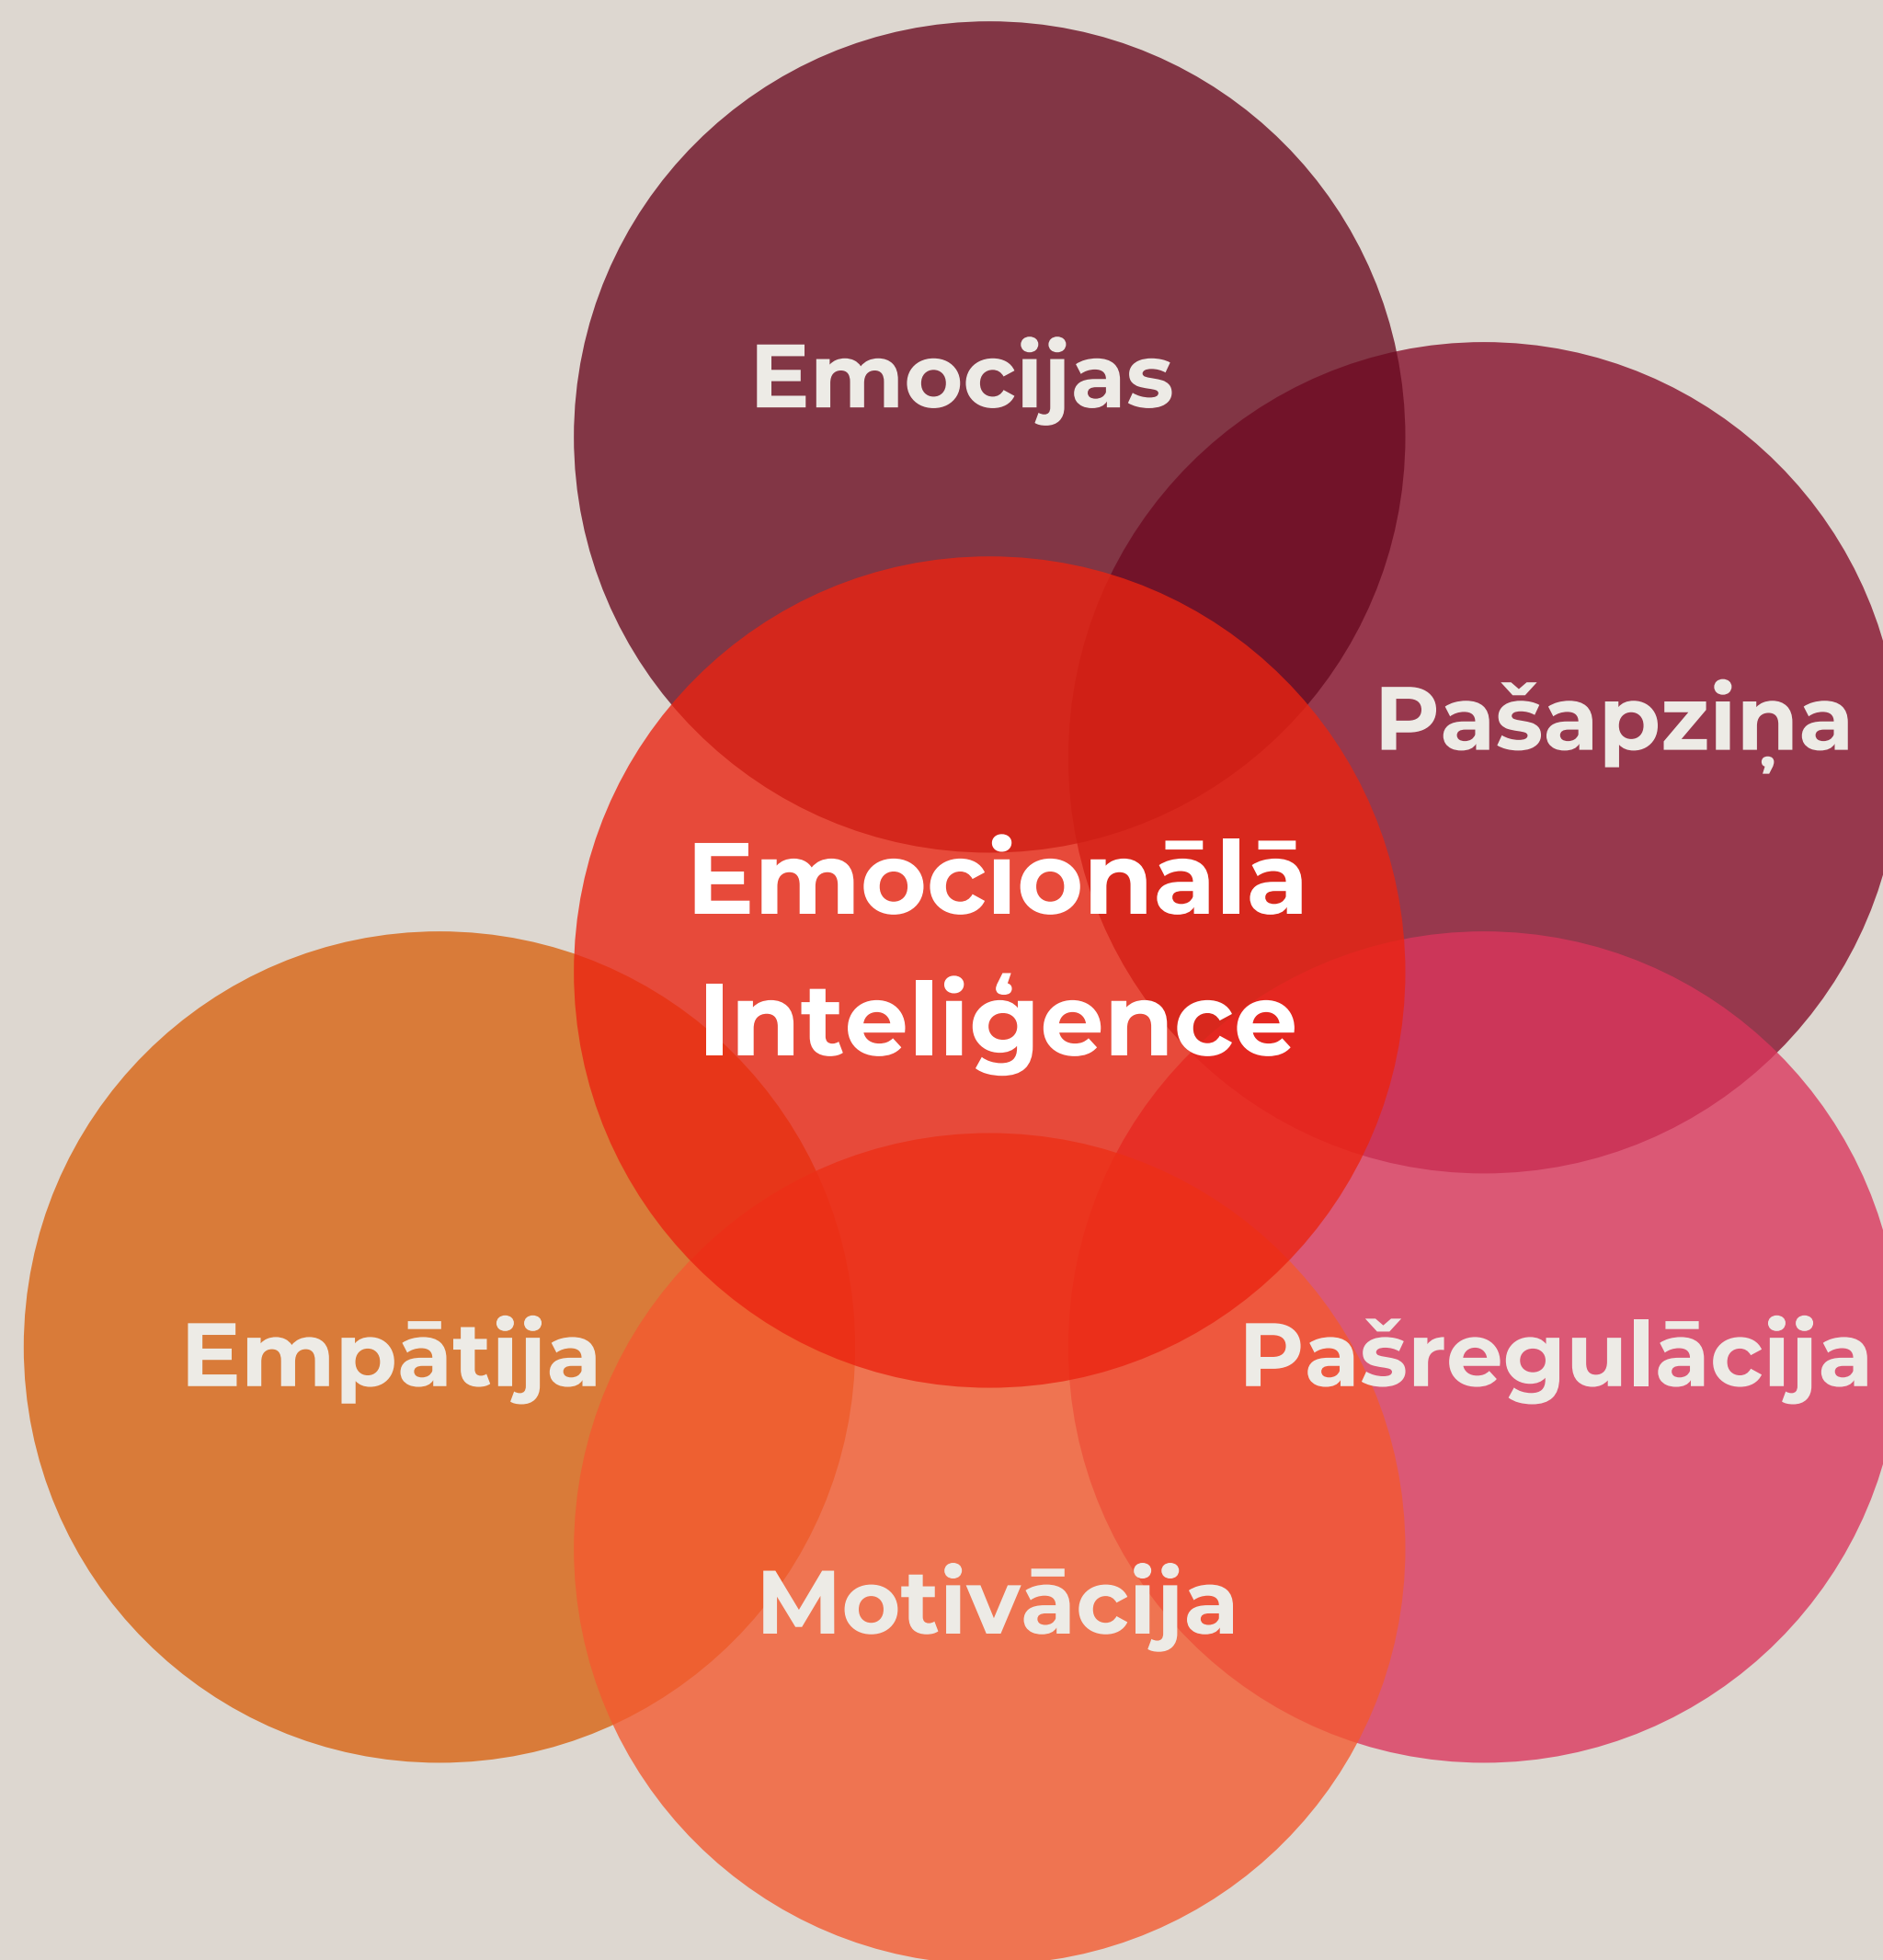 Emocijas
Pašapziņa
Emocionālā
Inteliģence
Empātija
Pašregulācija
Motivācija